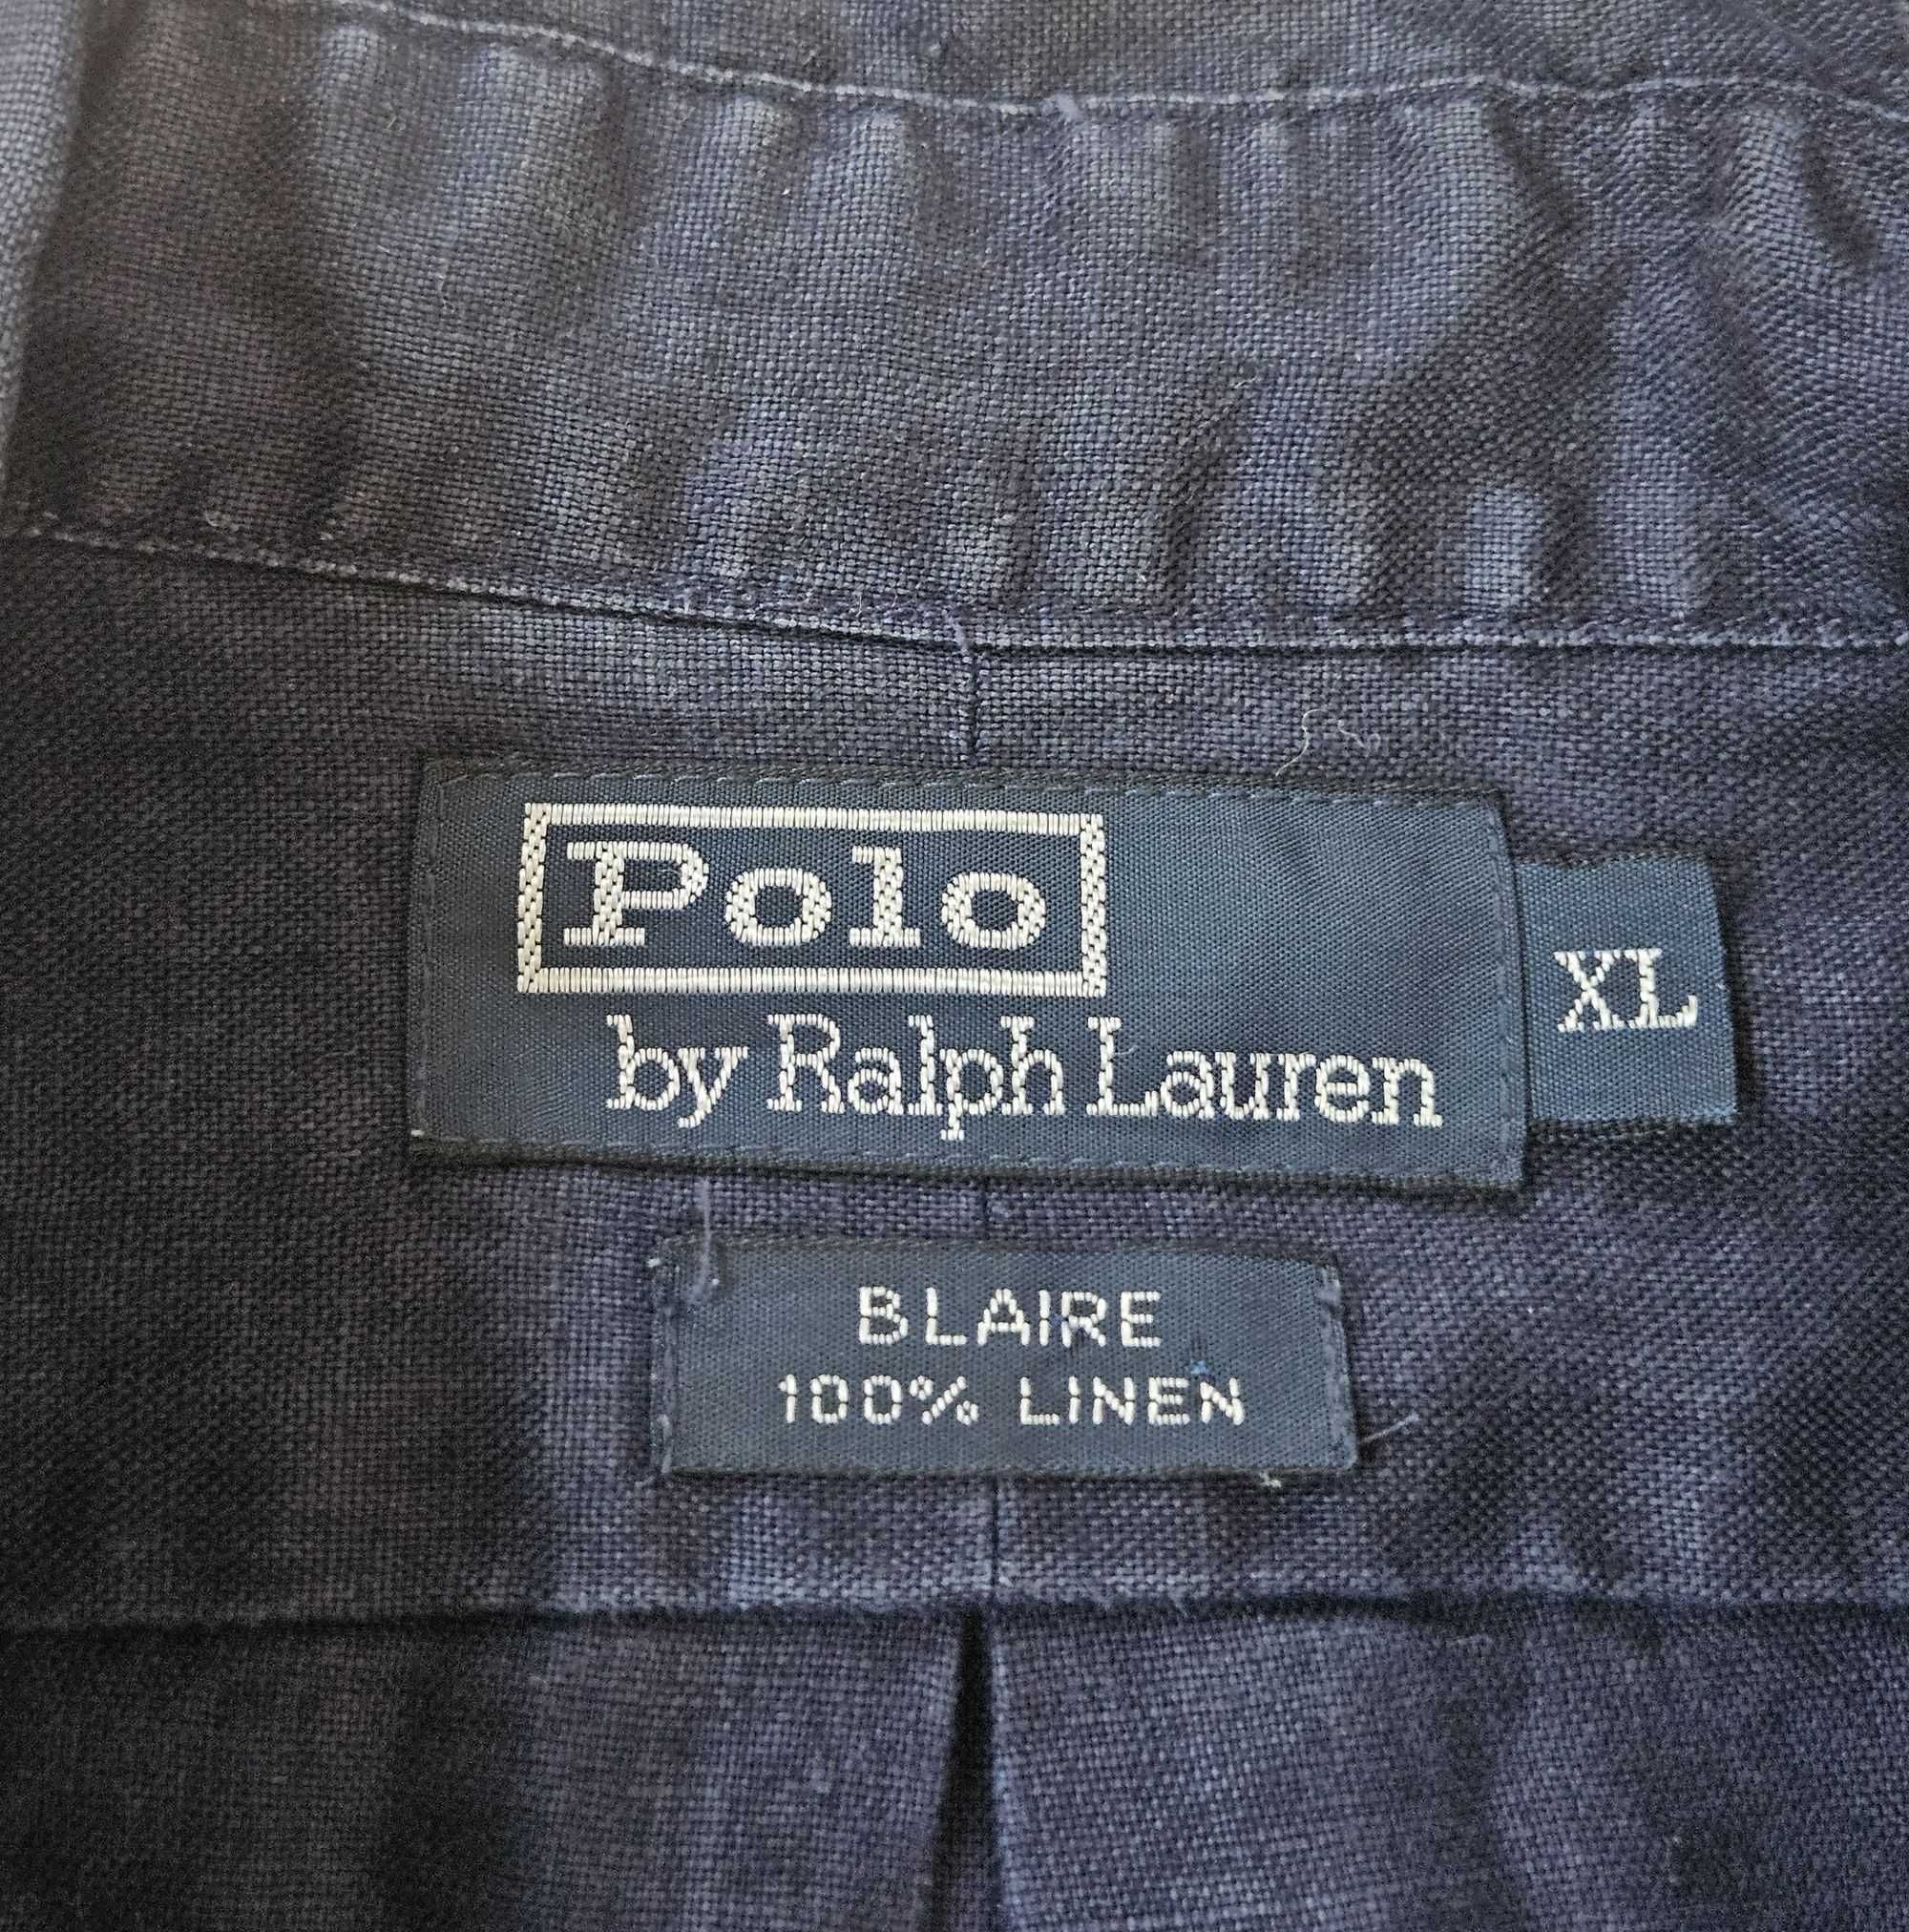 Polo
by Ralph Lauren
XL
BLAIRE
100% LINEN